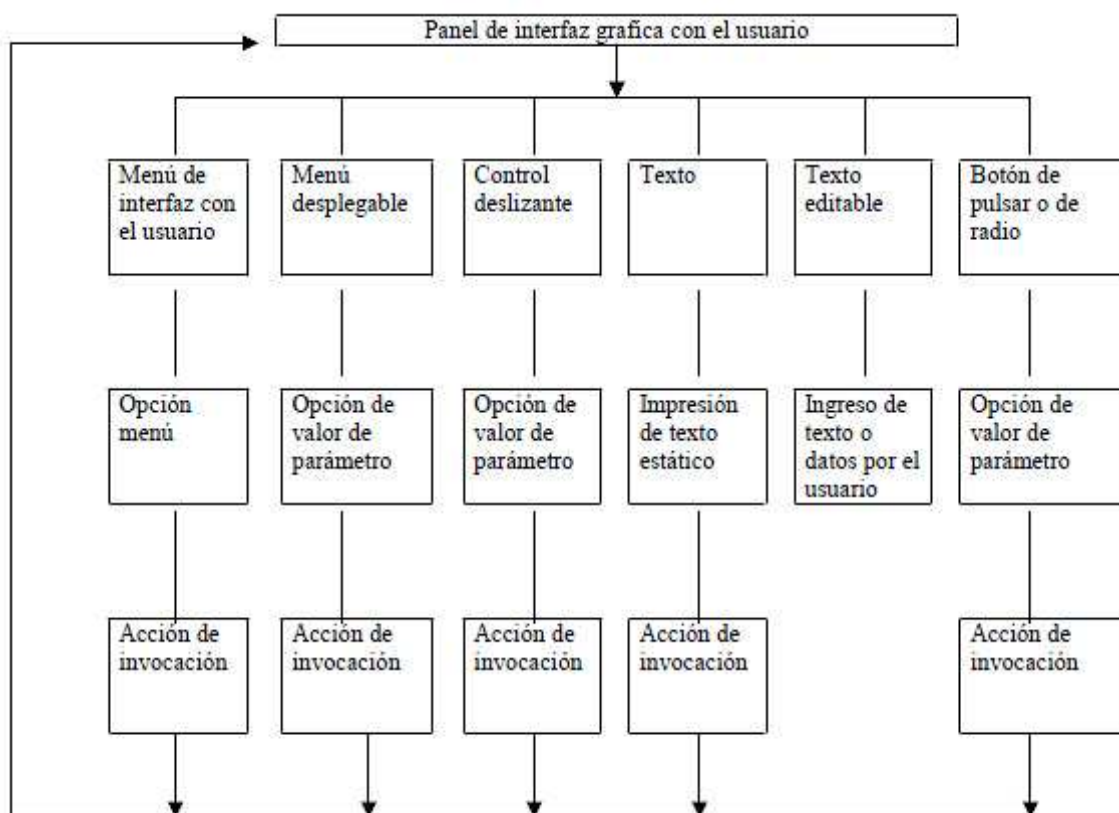 Panel de interfaz grafica con el usuario
Menú de
interfaz con
el usuario
Menú
desplegable
Control
deslizante
Texto
Texto
editable
Botón de
pulsar o de
radio
Opción
menú
Opción de
valor de
parámetro
Opción de
valor de
parámetro
Impresión
de texto
estático
Ingreso de
texto o
datos por el
usuario
Opción de
valor de
parámetro
Acción de
invocación
Acción de
invocación
Acción de
invocación
Acción de
invocación
Acción de
invocación